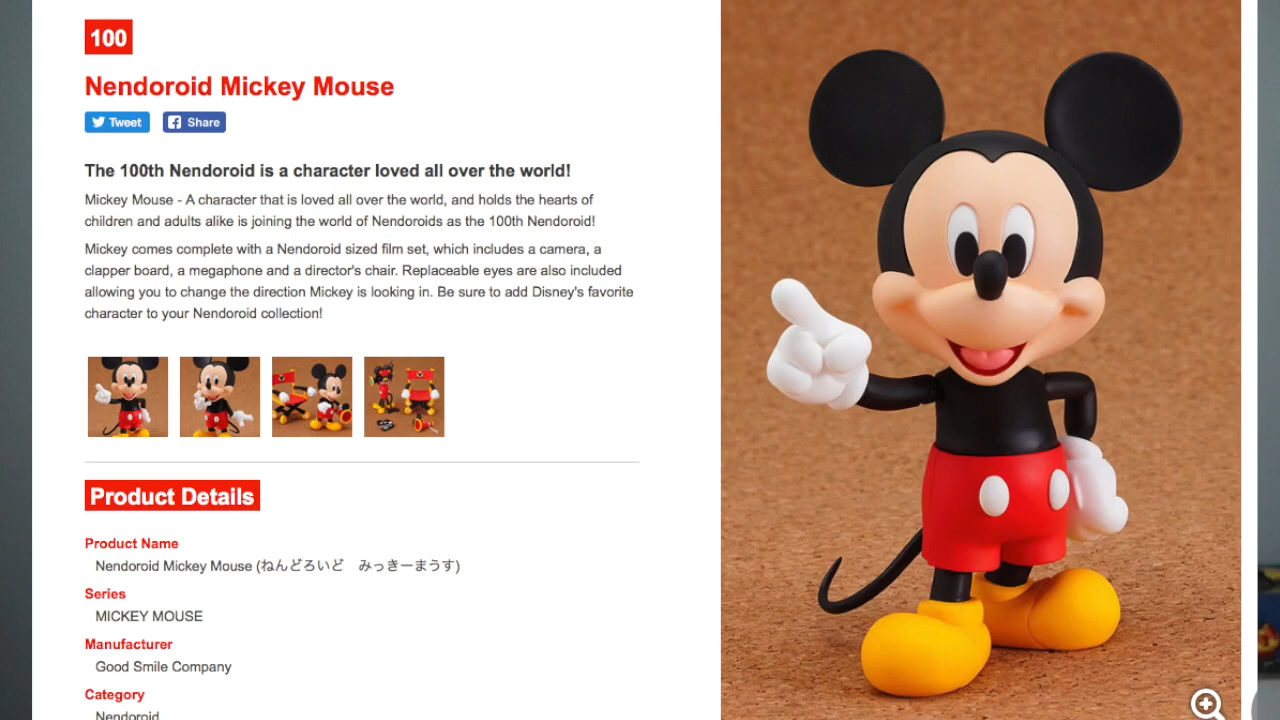 100
Nendoroid Mickey Mouse
Tweet
Share
The 100th Nendoroid is a character loved all over the world!
Mickey Mouse - A character that is loved all over the world, and holds the hearts of
children and adults alike is joining the world of Nendoroids as the 100th Nendoroid!
Mickey comes complete with a Nendoroid sized film set, which includes a camera, a
clapper board, a megaphone and a director's chair. Replaceable eyes are also included
allowing you to change the direction Mickey is looking in. Be sure to add Disney's favorite
character to your Nendoroid collection!
Product Details
Product Name
Nendoroid Mickey Mouse (ねんどろいど　みっきーまうす)
Series
MICKEY MOUSE
Manufacturer
Good Smile Company
Category
Nendoroid